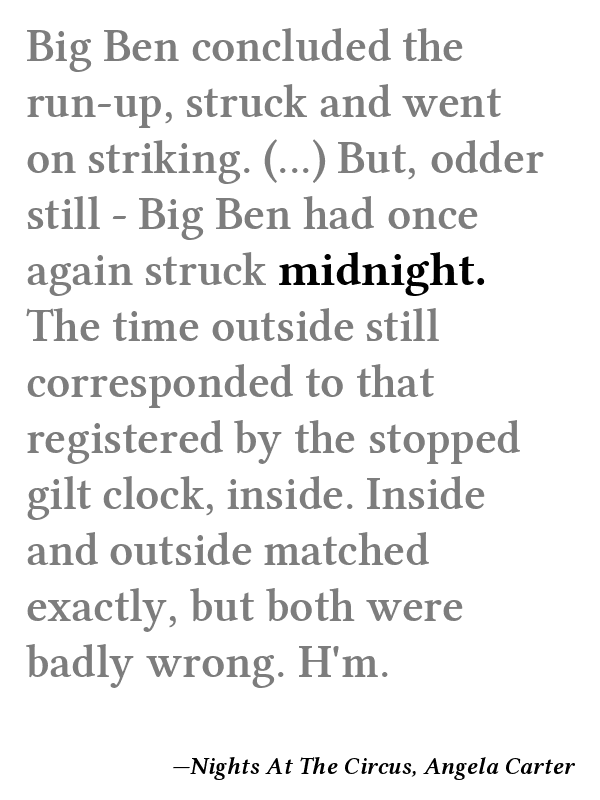 Big Ben concluded the
run-up, struck and went
on striking. (...) But, odder
still - Big Ben had once
again struck midnight.
The time outside still
corresponded to that
registered by the stopped
gilt clock, inside. Inside
and outside matched
exactly, but both were
badly wrong. H'm.
—Nights At The Circus, Angela Carter